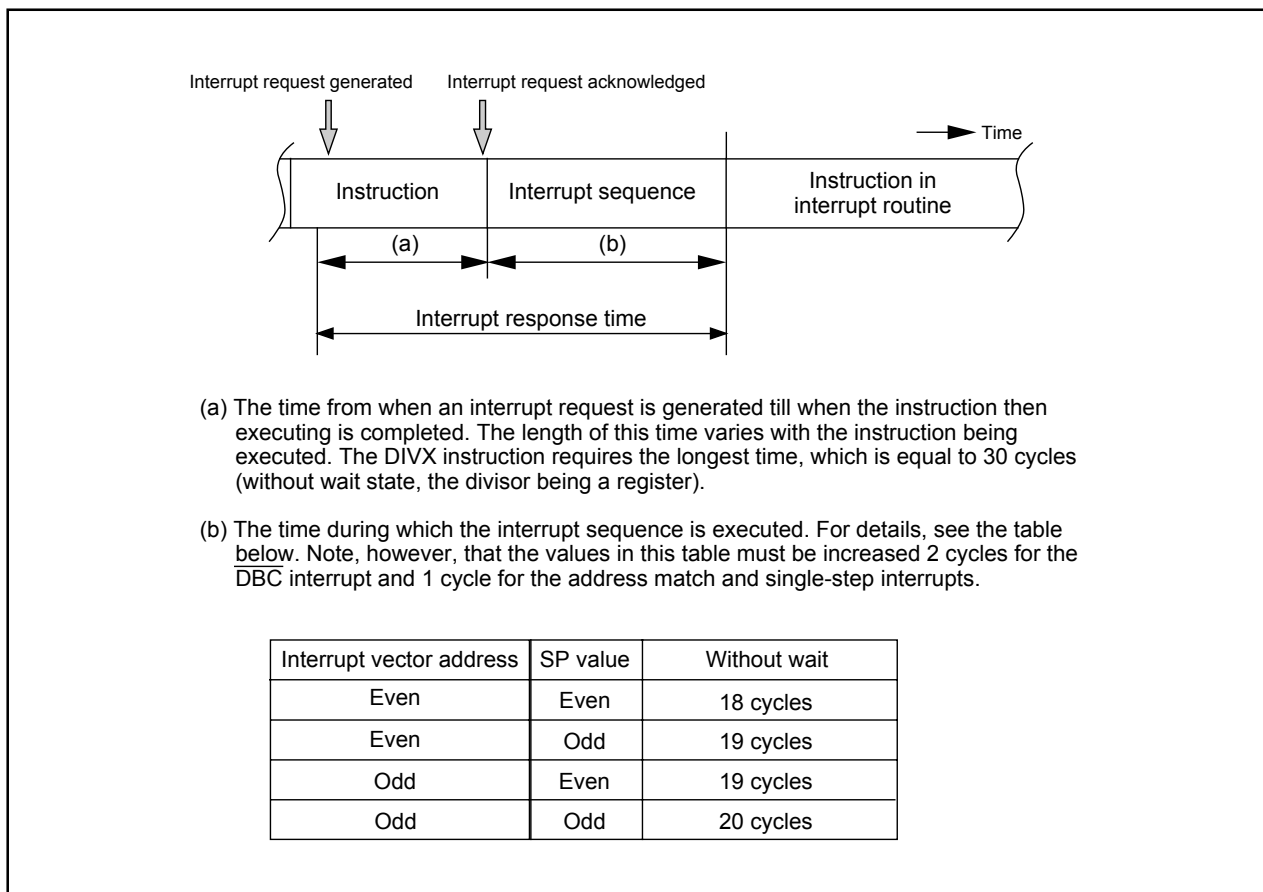 Interrupt request generated
Interrupt request acknowledged
Time
Instruction
Interrupt sequence
Instruction in
interrupt routine
(a)
(b)
Interrupt response time
(a) The time from when an interrupt request is generated till when the instruction then
executing is completed. The length of this time varies with the instruction being
executed. The DIVX instruction requires the longest time, which is equal to 30 cycles
(without wait state, the divisor being a register).
(b) The time during which the interrupt sequence is executed. For details, see the table
below. Note, however, that the values in this table must be increased 2 cycles for the
DBC interrupt and 1 cycle for the address match and single-step interrupts.
Interrupt vector address SP value Without wait
Even Even 18 cycles
Even Odd 19 cycles
Odd Even 19 cycles
Odd Odd 20 cycles